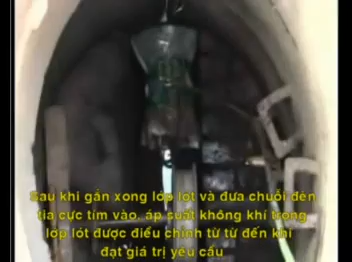 Sau khi gắn xong lớp lót và đưa chuỗi đèn
tia cực tím vào, áp suất không khí trong
lớp lót được điều chỉnh từ từ đến khi
đạt giá trị yêu cầu